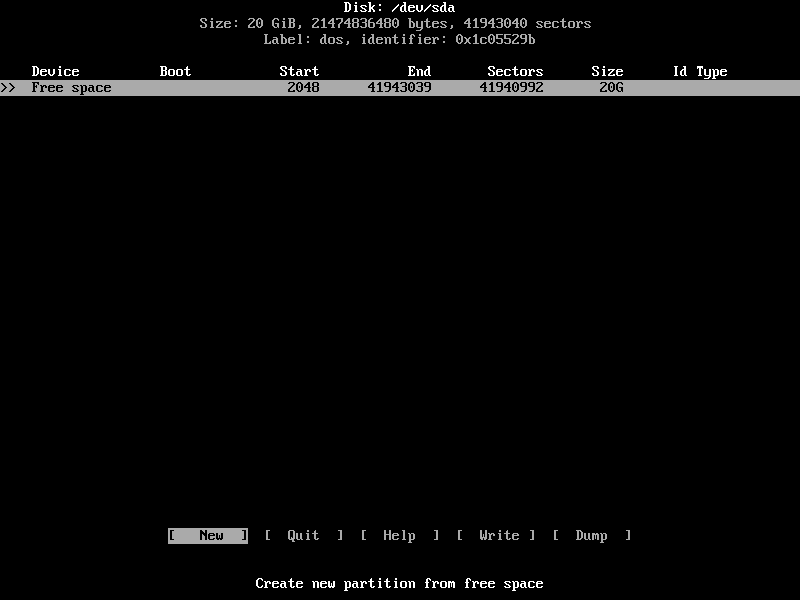 Disk: /dev/sda
Size: 20 GiB, 21474836480 bytes, 41943040 sectors
Label: dos, identifier: 0x1c05529b
Device Boot Start End Sectors Size Id Type
>> Free space 2048 41943039 41940992 20G
[ New ] [ Quit ] [ Help ] [ Write ] [ Dump ]
Create new partition from free space